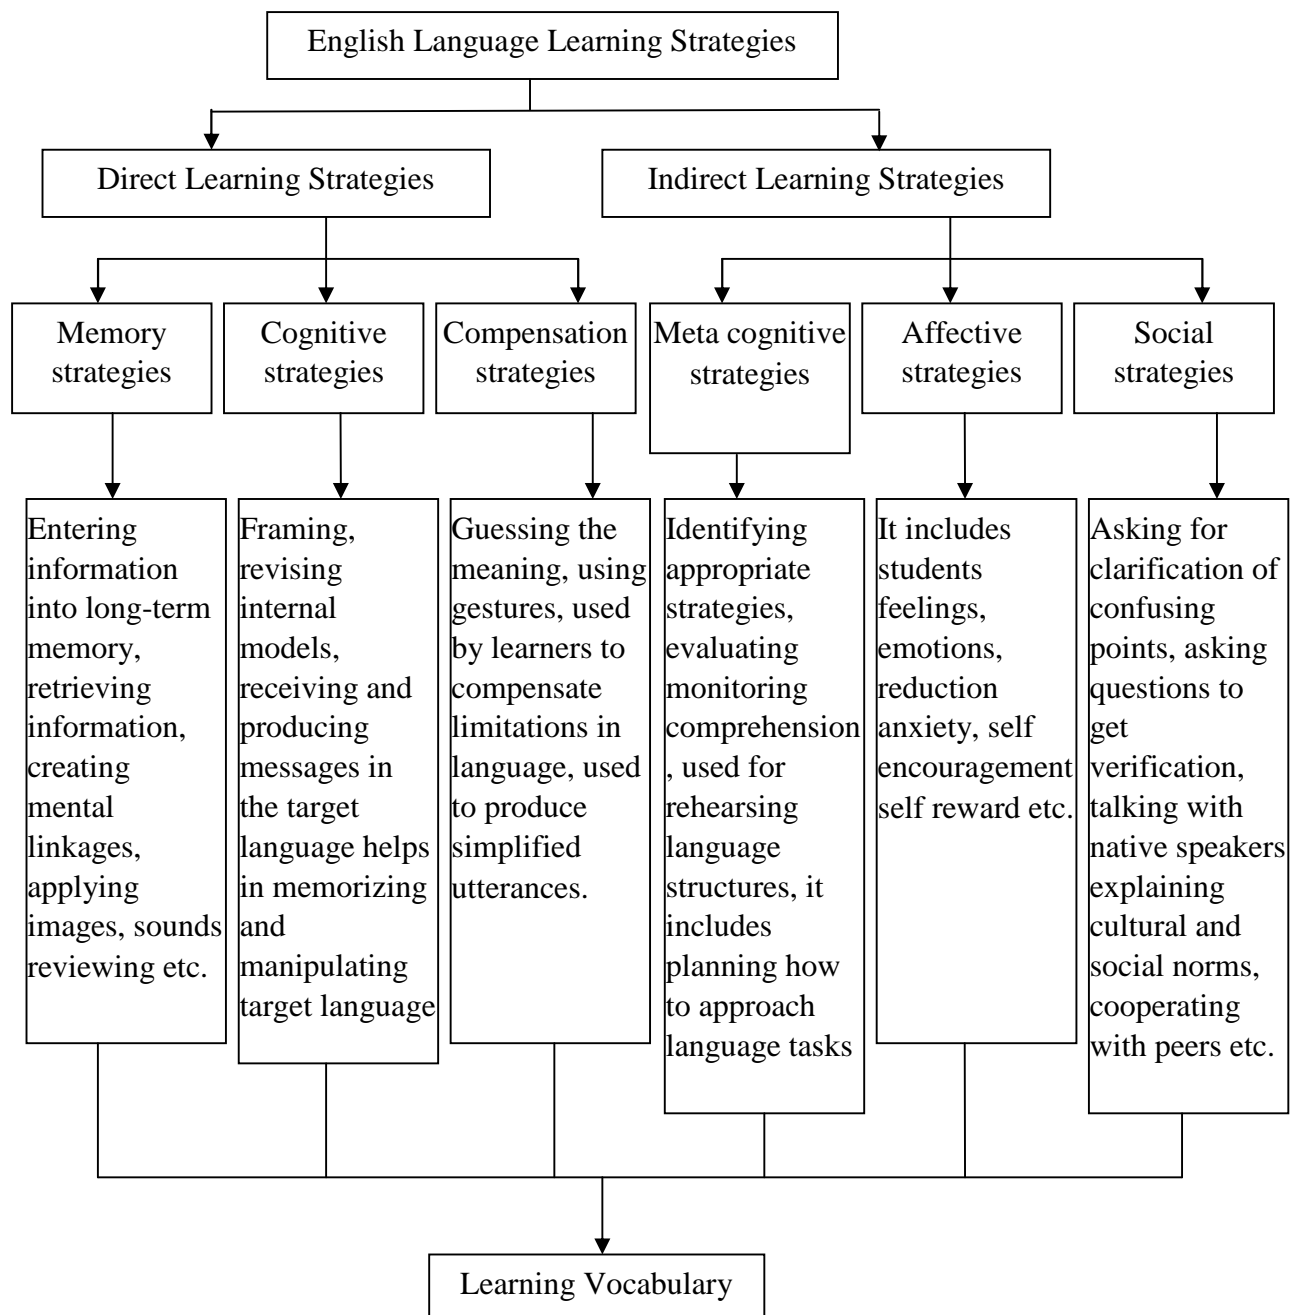 English Language Learning Strategies
Direct Learning Strategies
Indirect Learning Strategies
Memory
strategies
Cognitive
strategies
Compensation
strategies
Meta cognitive
strategies
Affective
strategies
Social
strategies
Entering
information
into long-term
memory,
retrieving
information,
creating
mental
linkages,
applying
images, sounds
reviewing etc.
Framing,
revising
internal
models,
receiving and
producing
messages in
the target
language helps
in memorizing
and
manipulating
target language
Guessing the
meaning, using
gestures, used
by learners to
compensate
limitations in
language, used
to produce
simplified
utterances.
Identifying
appropriate
strategies,
evaluating
monitoring
comprehension
, used for
rehearsing
language
structures, it
includes
planning how
to approach
language tasks
It includes
students
feelings,
emotions,
reduction
anxiety, self
encouragement
self reward etc.
Asking for
clarification of
confusing
points, asking
questions to
get
verification,
talking with
native speakers
explaining
cultural and
social norms,
cooperating
with peers etc.
Learning Vocabulary